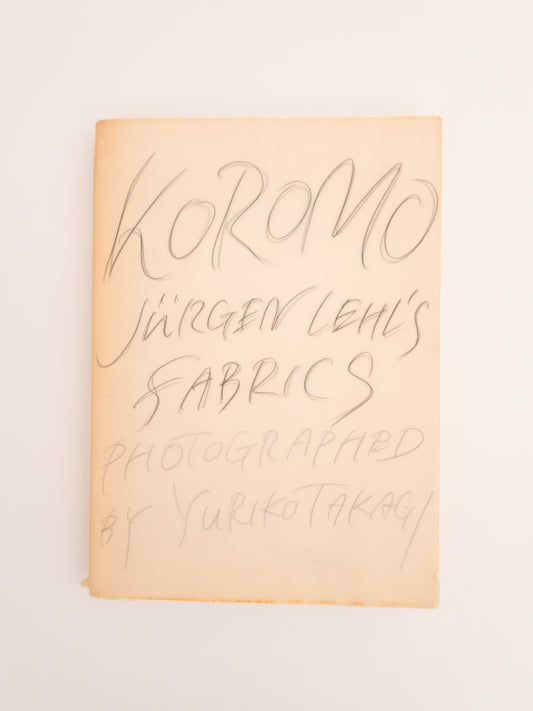 KOROMO
JÜRGEN LEHL'S
FABRICS
PHOTOGRAPHED
BY YURIKO TAKAGI